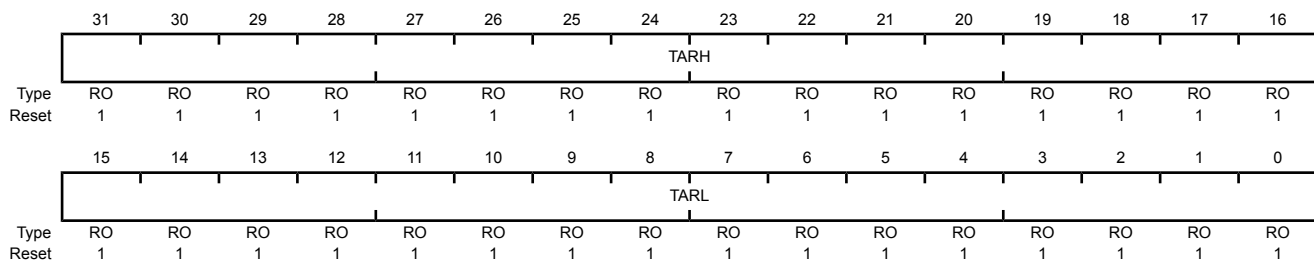 31 30 29 28 27 26 25 24 23 22 21 20 19 18 17 16
TARH
Type RO RO RO RO RO RO RO RO RO RO RO RO RO RO RO RO
Reset 1 1 1 1 1 1 1 1 1 1 1 1 1 1 1 1
15 14 13 12 11 10 9 8 7 6 5 4 3 2 1 0
TARL
Type RO RO RO RO RO RO RO RO RO RO RO RO RO RO RO RO
Reset 1 1 1 1 1 1 1 1 1 1 1 1 1 1 1 1